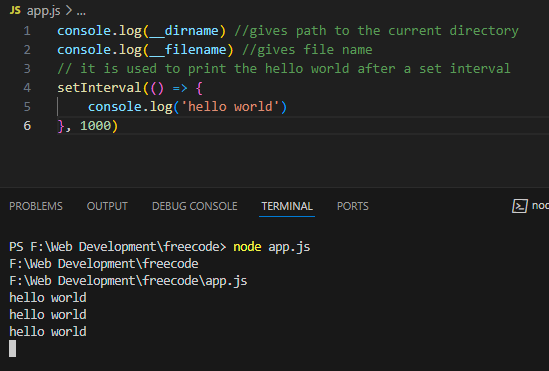 JS app.js > ...
1 console.log(__dirname) //gives path to the current directory
2 console.log(__filename) //gives file name
3 // it is used to print the hello world after a set interval
4 setInterval(() => {
5     console.log('hello world')
6 }, 1000)
PROBLEMS OUTPUT DEBUG CONSOLE TERMINAL PORTS
PS F:\Web Development\freecode> node app.js
F:\Web Development\freecode
F:\Web Development\freecode\app.js
hello world
hello world
hello world